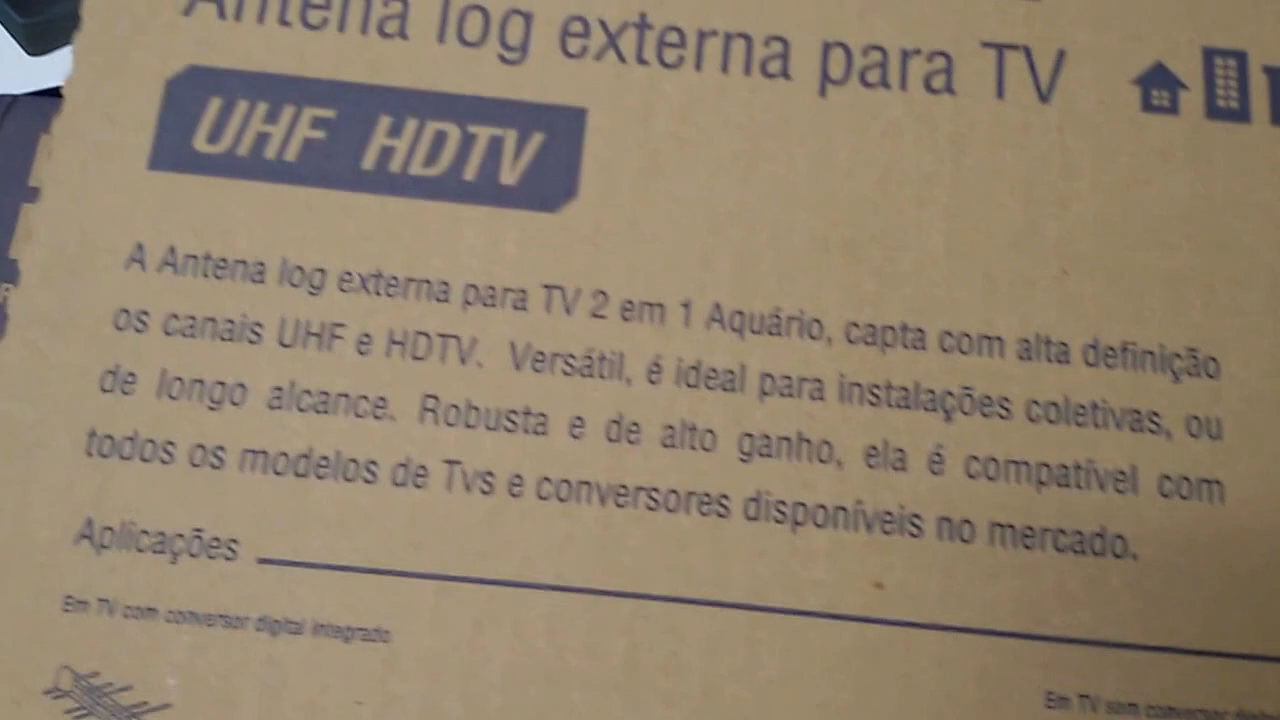 Antena log externa para TV
UHF HDTV
A Antena log externa para TV 2 em 1 Aquário, capta com alta definição
os canais UHF e HDTV. Versátil, é ideal para instalações coletivas, ou
de longo alcance. Robusta e de alto ganho, ela é compatível com
todos os modelos de Tvs e conversores disponíveis no mercado.
Aplicações
Em TV com conversor digital integrado
Em TV sem conversor